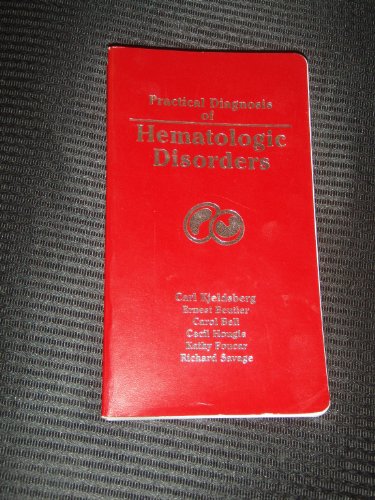 Practical Diagnosis
of
Hematologic
Disorders
Carl Kjeldsberg
Ernest Beutler
Carol Bell
Cecil Hougie
Kathy Foucar
Richard Savage